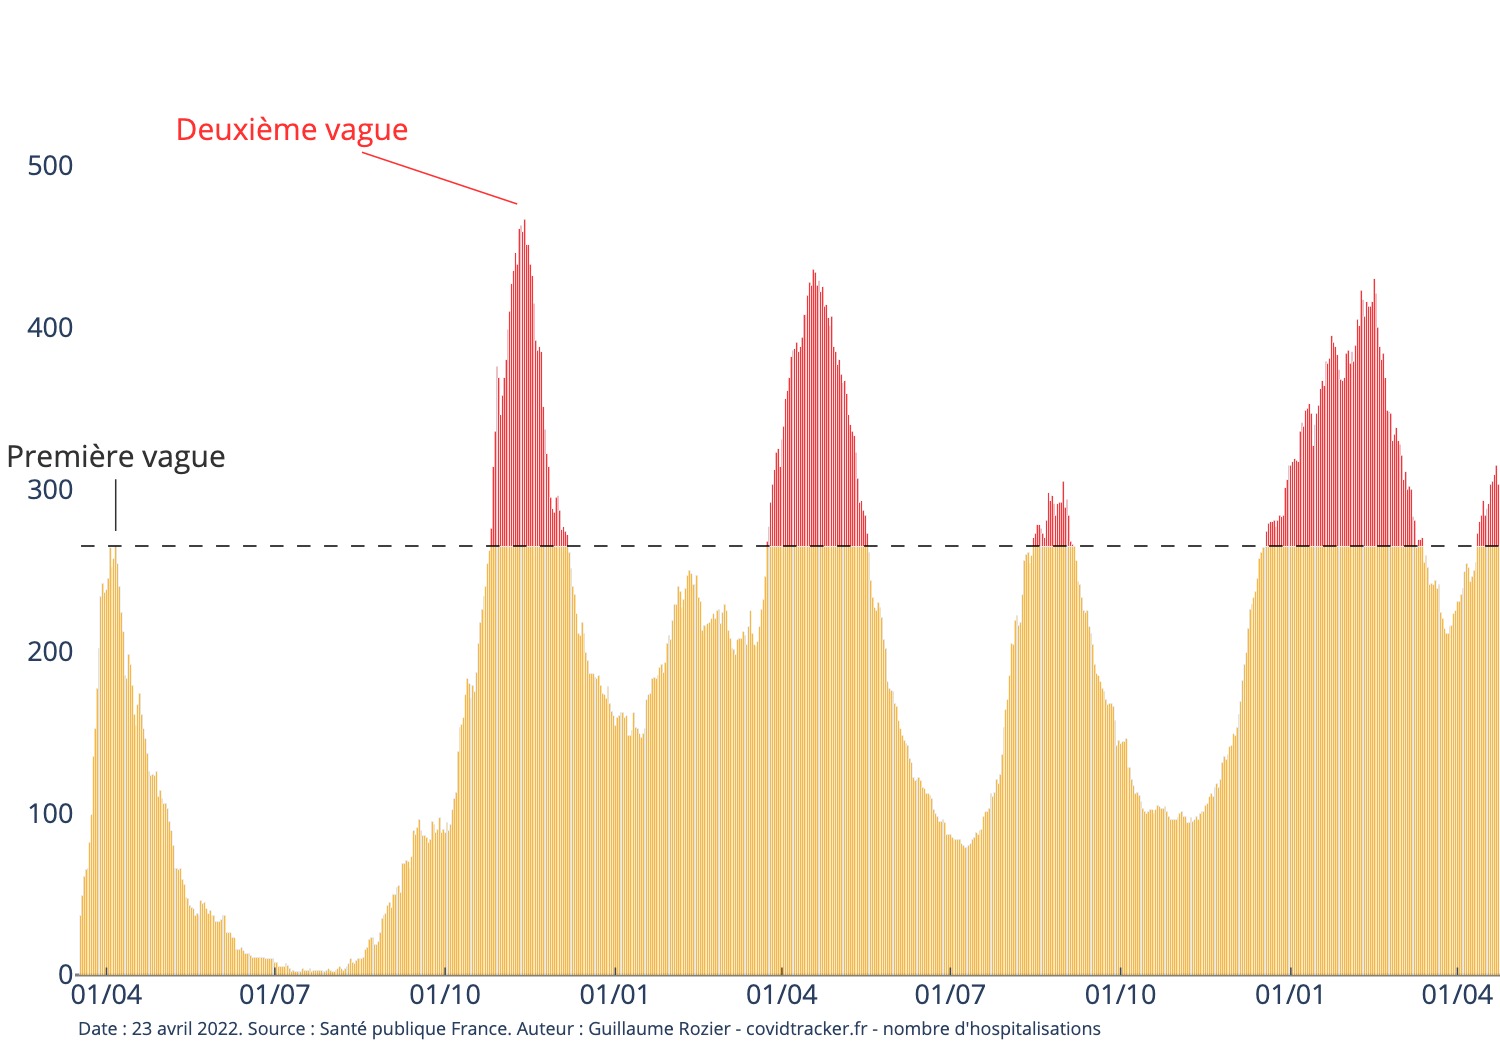 Deuxième vague
500
400
Première vague
300
200
100
0
01/04 01/07 01/10 01/01 01/04 01/07 01/10 01/01 01/04
Date : 23 avril 2022. Source : Santé publique France. Auteur : Guillaume Rozier - covidtracker.fr - nombre d'hospitalisations